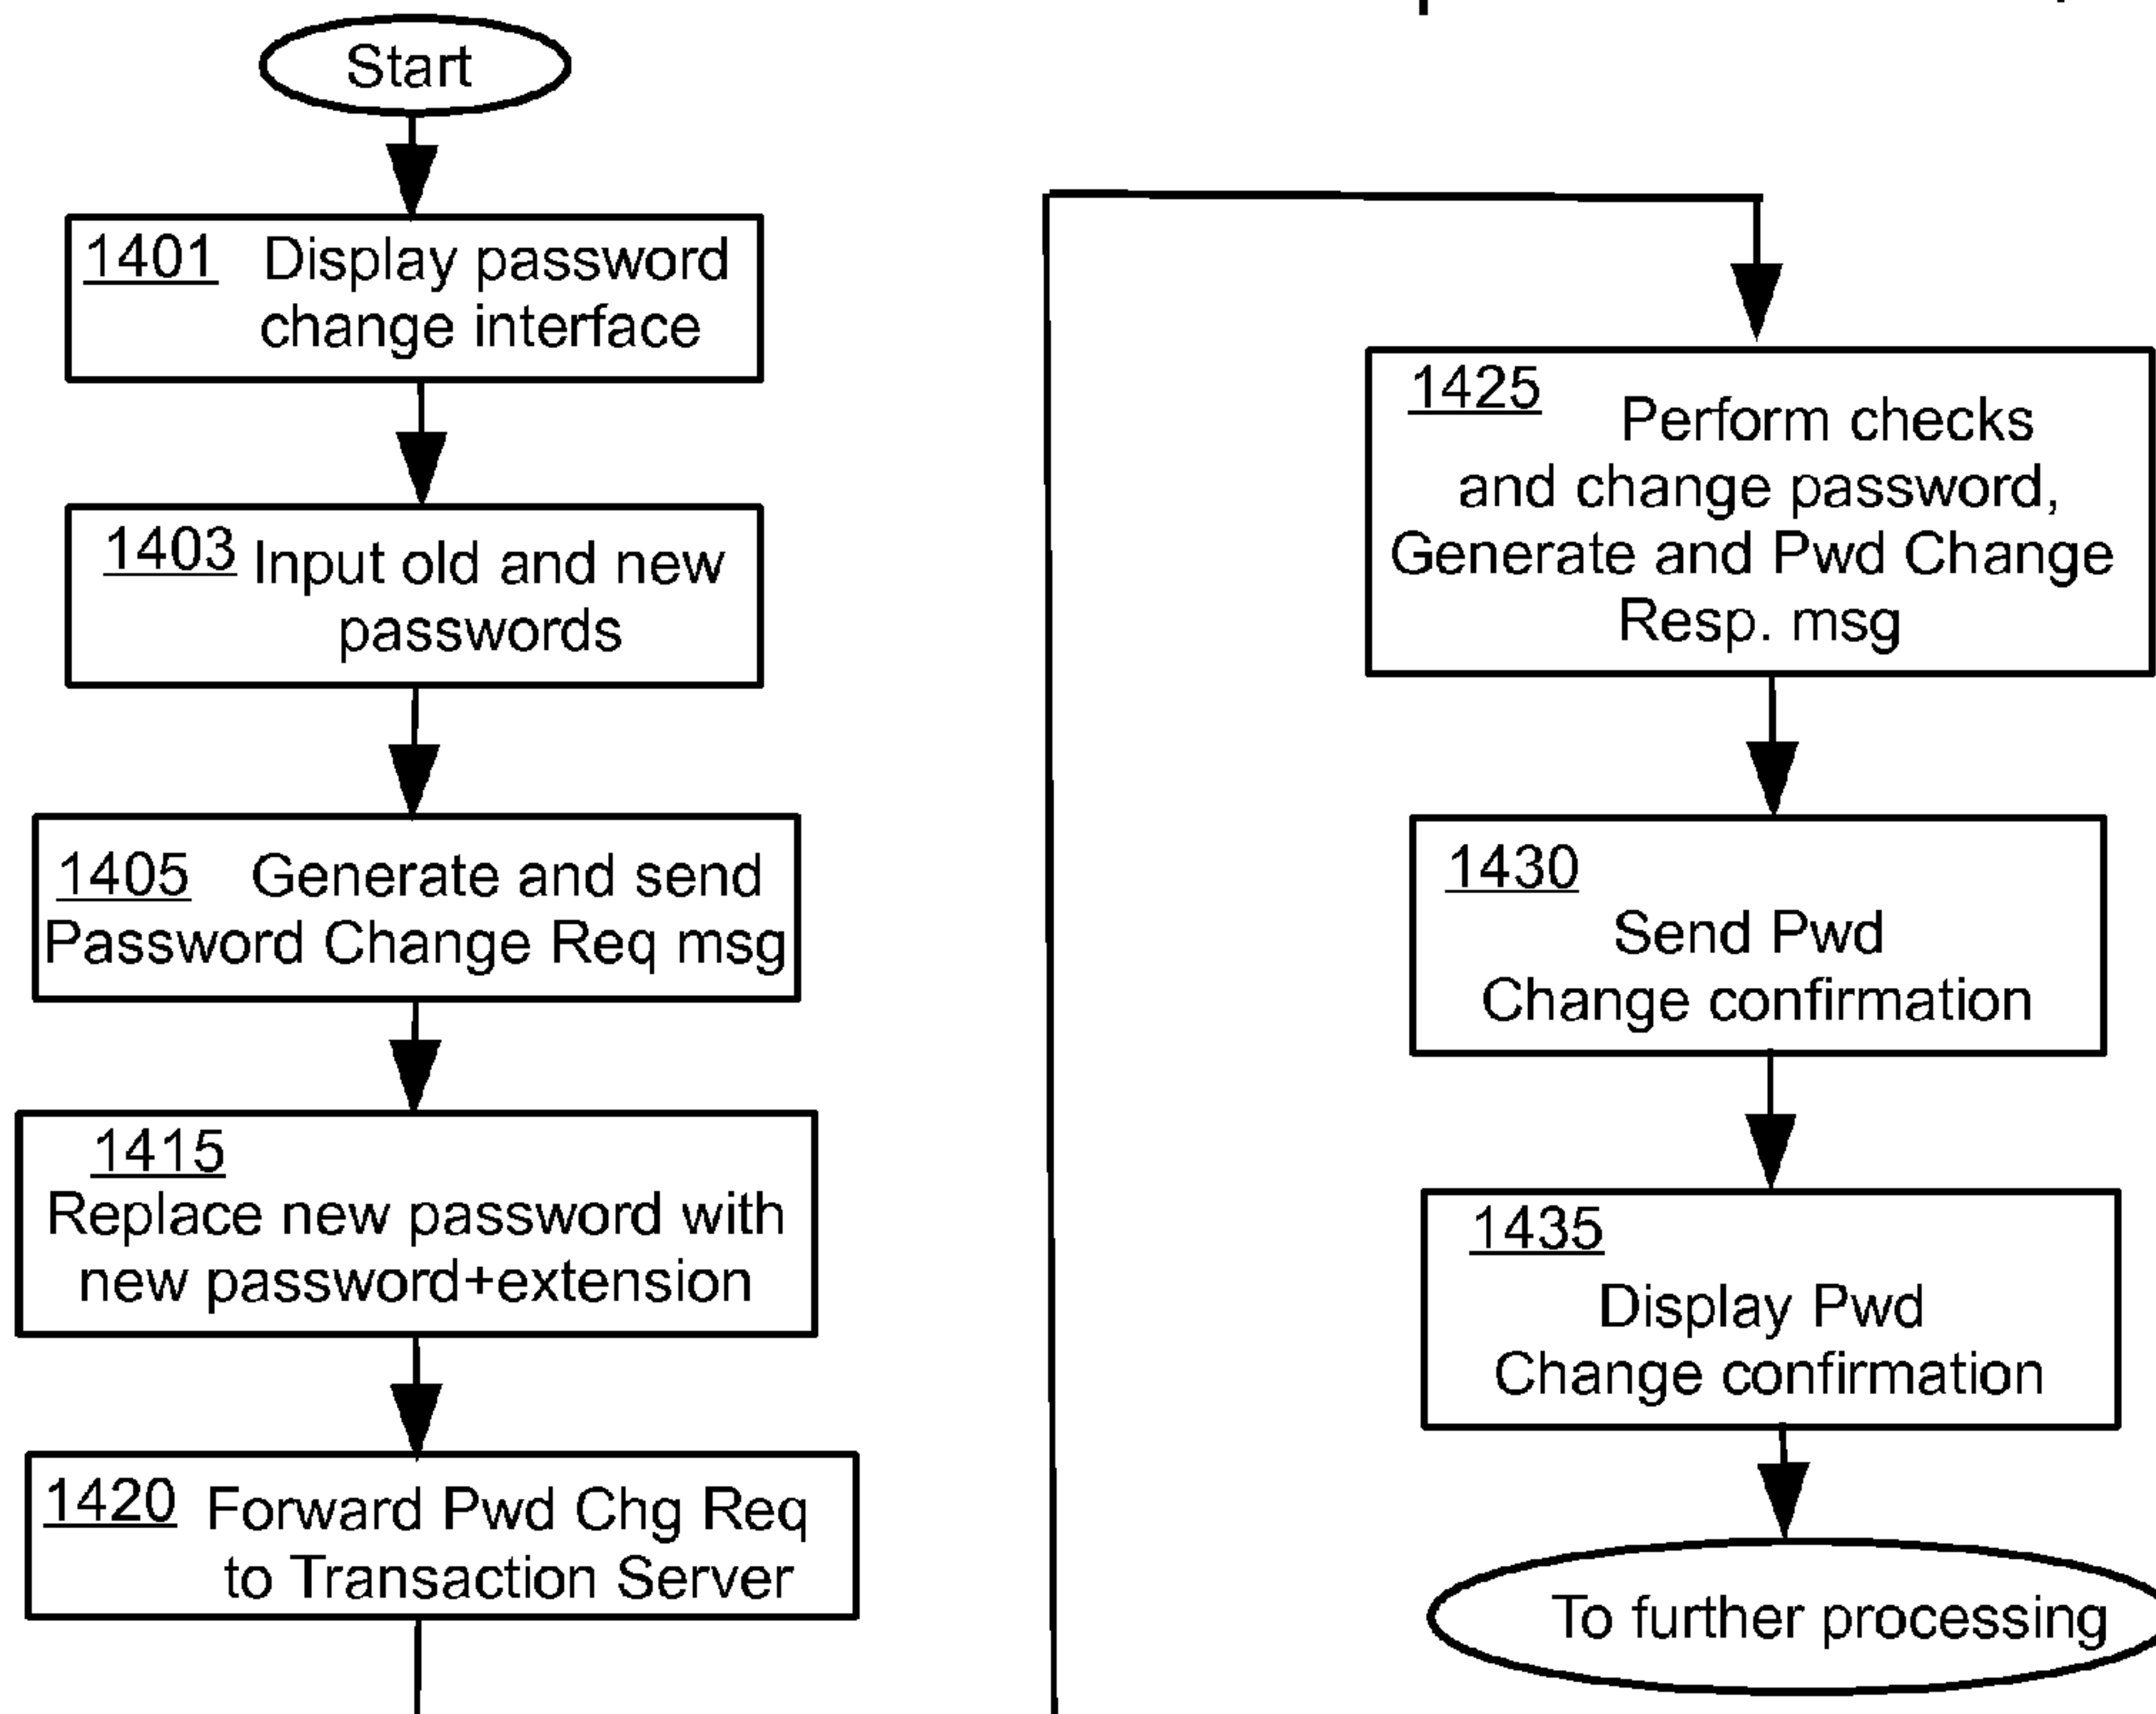 Start
1401 Display password
change interface
1403 Input old and new
passwords
1405 Generate and send
Password Change Req msg
1415
Replace new password with
new password+extension
1420 Forward Pwd Chg Req
to Transaction Server
1425
Perform checks
and change password,
Generate and Pwd Change
Resp. msg
1430
Send Pwd
Change confirmation
1435
Display Pwd
Change confirmation
To further processing